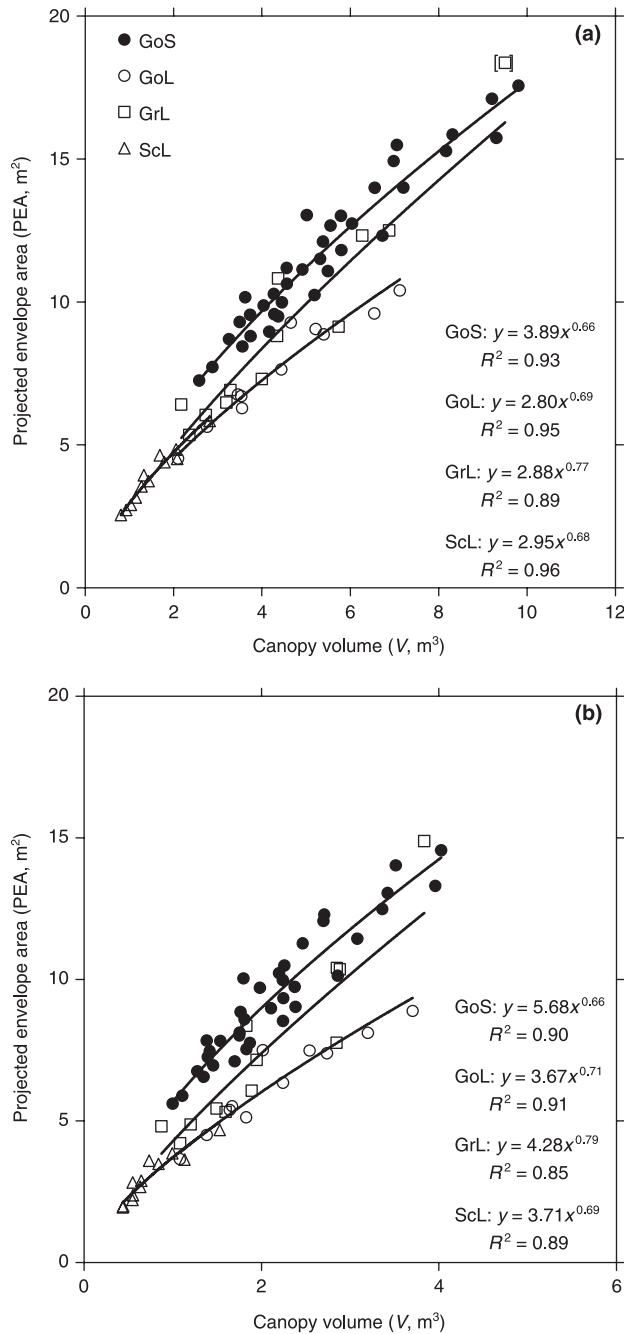 (a)
GoS
GoL
GrL
ScL
20
15
10
5
0
Projected envelope area (PEA, m²)
GoS: y = 3.89x^0.66
R² = 0.93
GoL: y = 2.80x^0.69
R² = 0.95
GrL: y = 2.88x^0.77
R² = 0.89
ScL: y = 2.95x^0.68
R² = 0.96
0 2 4 6 8 10 12
Canopy volume (V, m³)
(b)
20
15
10
5
0
Projected envelope area (PEA, m²)
GoS: y = 5.68x^0.66
R² = 0.90
GoL: y = 3.67x^0.71
R² = 0.91
GrL: y = 4.28x^0.79
R² = 0.85
ScL: y = 3.71x^0.69
R² = 0.89
0 2 4 6
Canopy volume (V, m³)